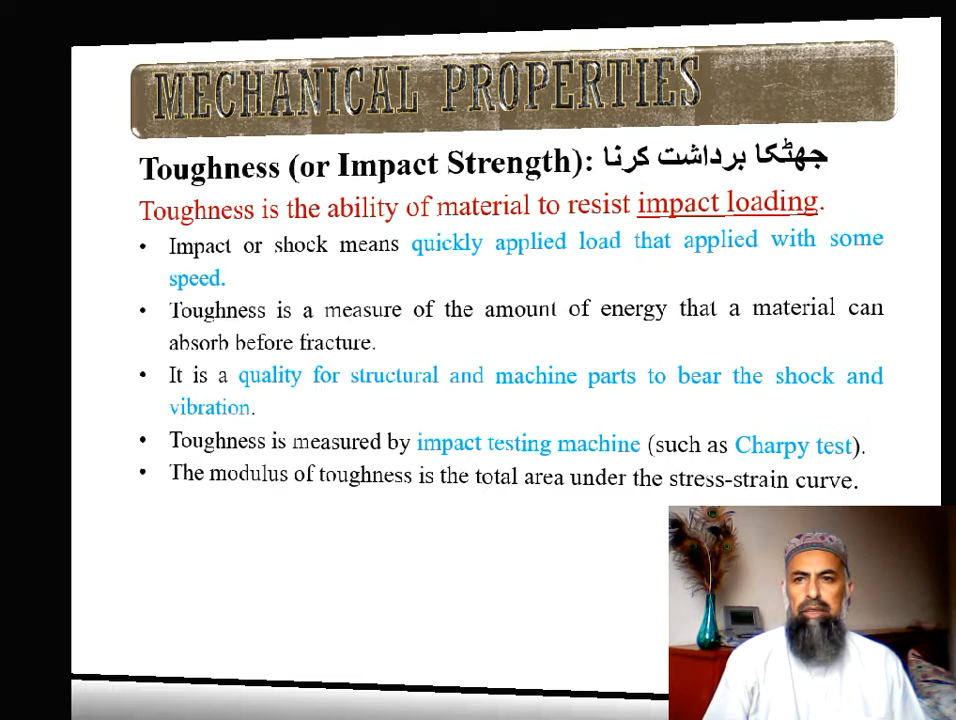 MECHANICAL PROPERTIES
Toughness (or Impact Strength): جھٹکا برداشت کرنا
Toughness is the ability of material to resist impact loading.
• Impact or shock means quickly applied load that applied with some
speed.
• Toughness is a measure of the amount of energy that a material can
absorb before fracture.
• It is a quality for structural and machine parts to bear the shock and
vibration.
• Toughness is measured by impact testing machine (such as Charpy test).
• The modulus of toughness is the total area under the stress-strain curve.